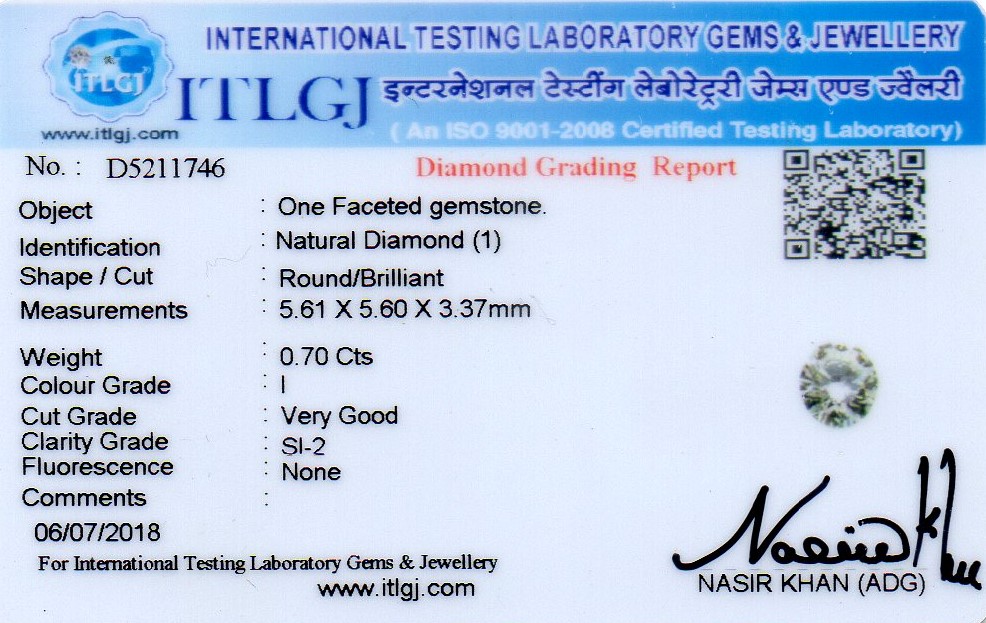 ITLGJ
www.itlgj.com
INTERNATIONAL TESTING LABORATORY GEMS & JEWELLERY
ITLGJ
इन्टरनेशनल टेस्टींग लेबोरेट्ररी जेम्स एण्ड ज्वैलरी
( An ISO 9001-2008 Certified Testing Laboratory)
No. : D5211746
Diamond Grading Report
Object : One Faceted gemstone.
Identification : Natural Diamond (1)
Shape / Cut : Round/Brilliant
Measurements : 5.61 X 5.60 X 3.37mm
Weight : 0.70 Cts
Colour Grade : I
Cut Grade : Very Good
Clarity Grade : SI-2
Fluorescence : None
Comments :
06/07/2018
For International Testing Laboratory Gems & Jewellery
www.itlgj.com
Nasir Khan
NASIR KHAN (ADG)